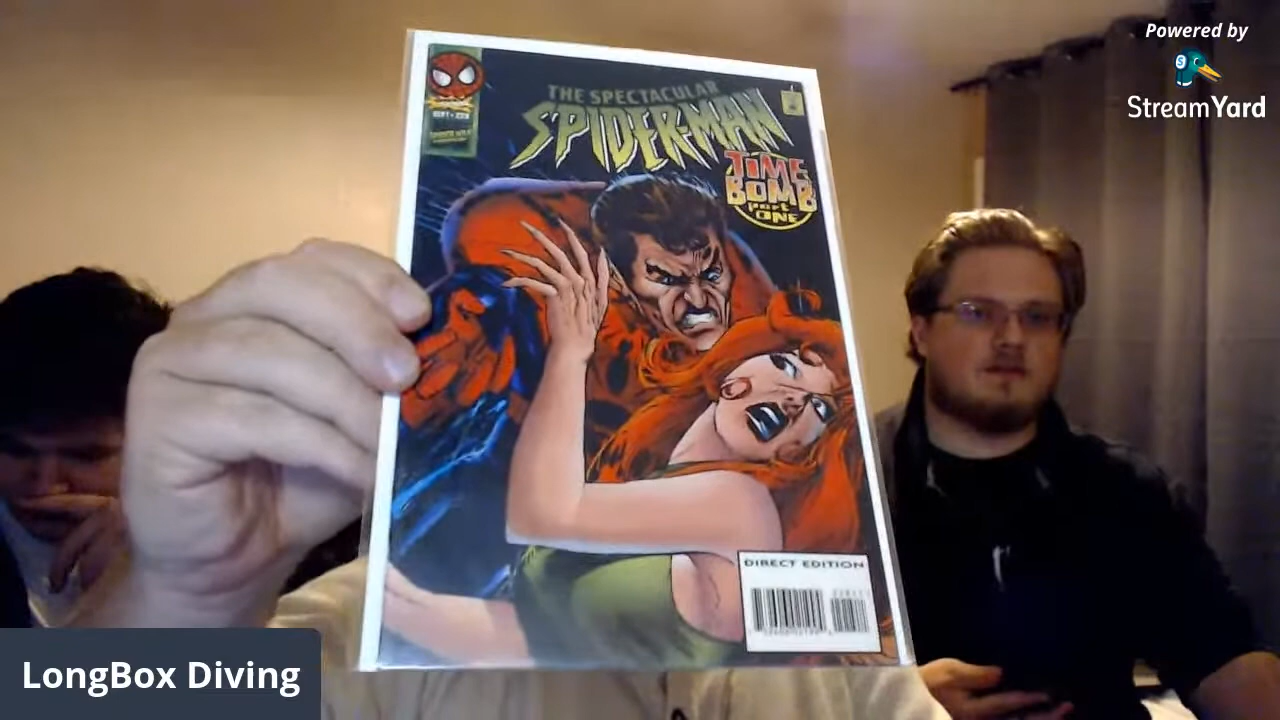 Powered by
StreamYard
THE SPECTACULAR
SPIDER-MAN
TIME
BOMB
PART
ONE
DIRECT EDITION
LongBox Diving